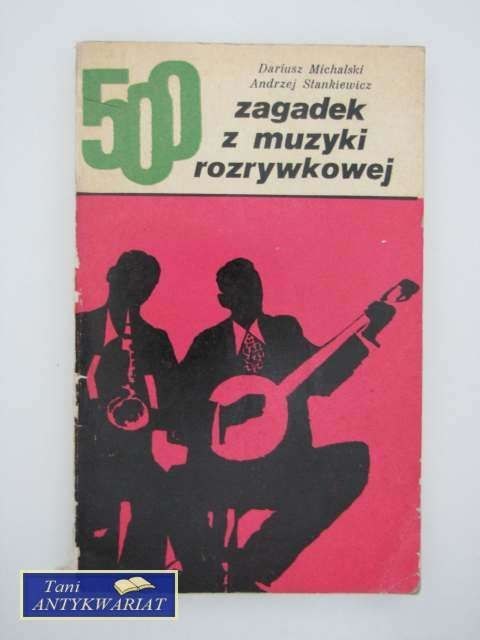 Dariusz Michalski
Andrzej Stankiewicz
500
zagadek
z muzyki
rozrywkowej
Tani
ANTYKWARIAT